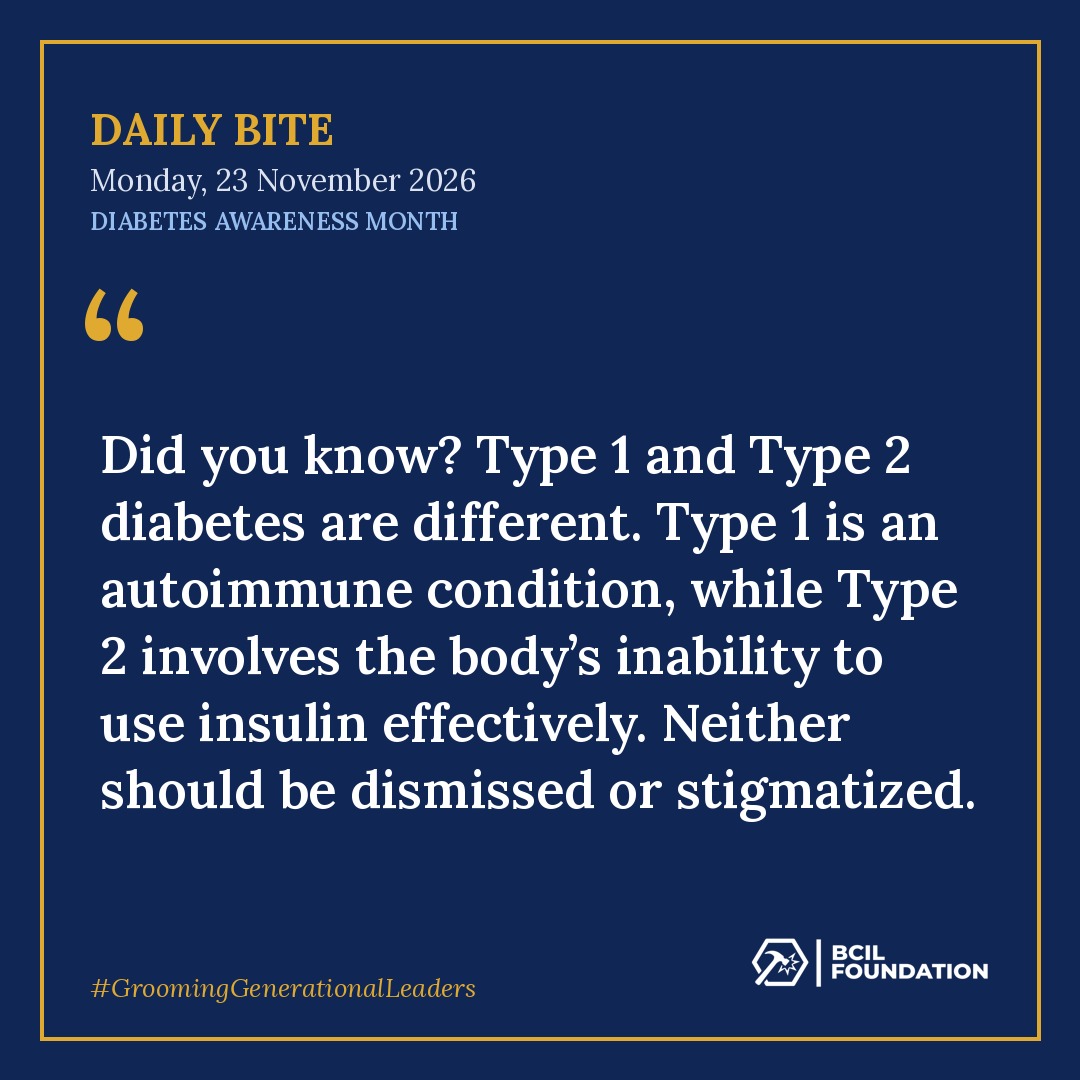 DAILY BITE
Monday, 23 November 2026
DIABETES AWARENESS MONTH
“
Did you know? Type 1 and Type 2
diabetes are different. Type 1 is an
autoimmune condition, while Type
2 involves the body’s inability to
use insulin effectively. Neither
should be dismissed or stigmatized.
#GroomingGenerationalLeaders
BCIL
FOUNDATION